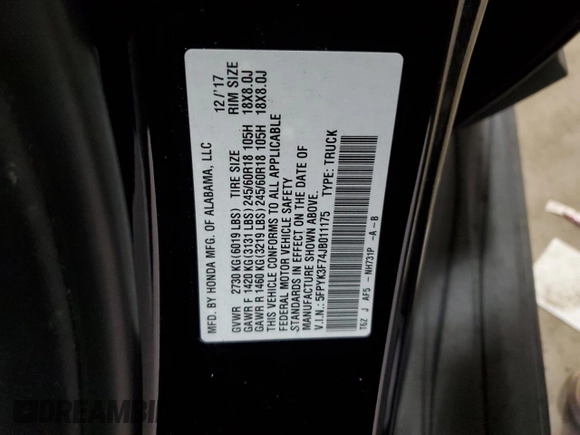 MFD. BY HONDA MFG. OF ALABAMA, LLC 12/'17
GVWR 2730 KG(6019 LBS) TIRE SIZE RIM SIZE
GAWR F 1420 KG(3131 LBS) 245/60R18 105H 18X8.0J
GAWR R 1460 KG(3219 LBS) 245/60R18 105H 18X8.0J
THIS VEHICLE CONFORMS TO ALL APPLICABLE
FEDERAL MOTOR VEHICLE SAFETY
STANDARDS IN EFFECT ON THE DATE OF
MANUFACTURE SHOWN ABOVE.
V.I.N.: 5FPYK3F74JB011175 TYPE: TRUCK
T6Z J AF5 - NH731P -A - B
DREAMBI